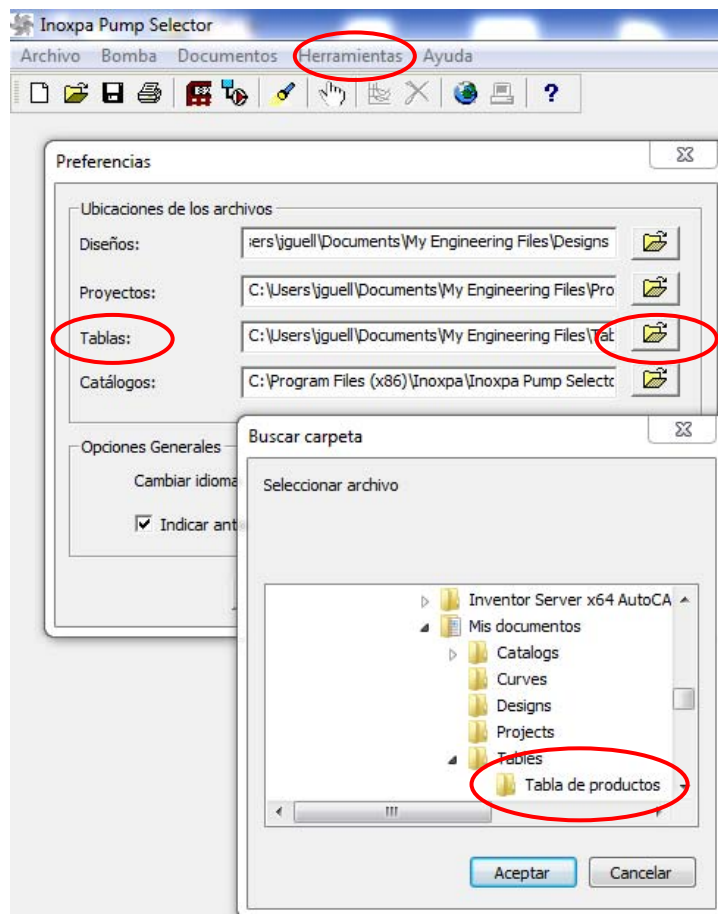 Inoxpa Pump Selector
Archivo Bomba Documentos Herramientas Ayuda
?
Preferencias
Ubicaciones de los archivos
Diseños: ers\jguell\Documents\My Engineering Files\Designs
Proyectos: C:\Users\jguell\Documents\My Engineering Files\Pro
Tablas: C:\Users\jguell\Documents\My Engineering Files\Tab
Catálogos: C:\Program Files (x86)\Inoxpa\Inoxpa Pump Selectc
Opciones Generales
Cambiar idioma
Indicar ant
Buscar carpeta
Seleccionar archivo
Inventor Server x64 AutoCA
Mis documentos
Catalogs
Curves
Designs
Projects
Tables
Tabla de productos
Aceptar Cancelar